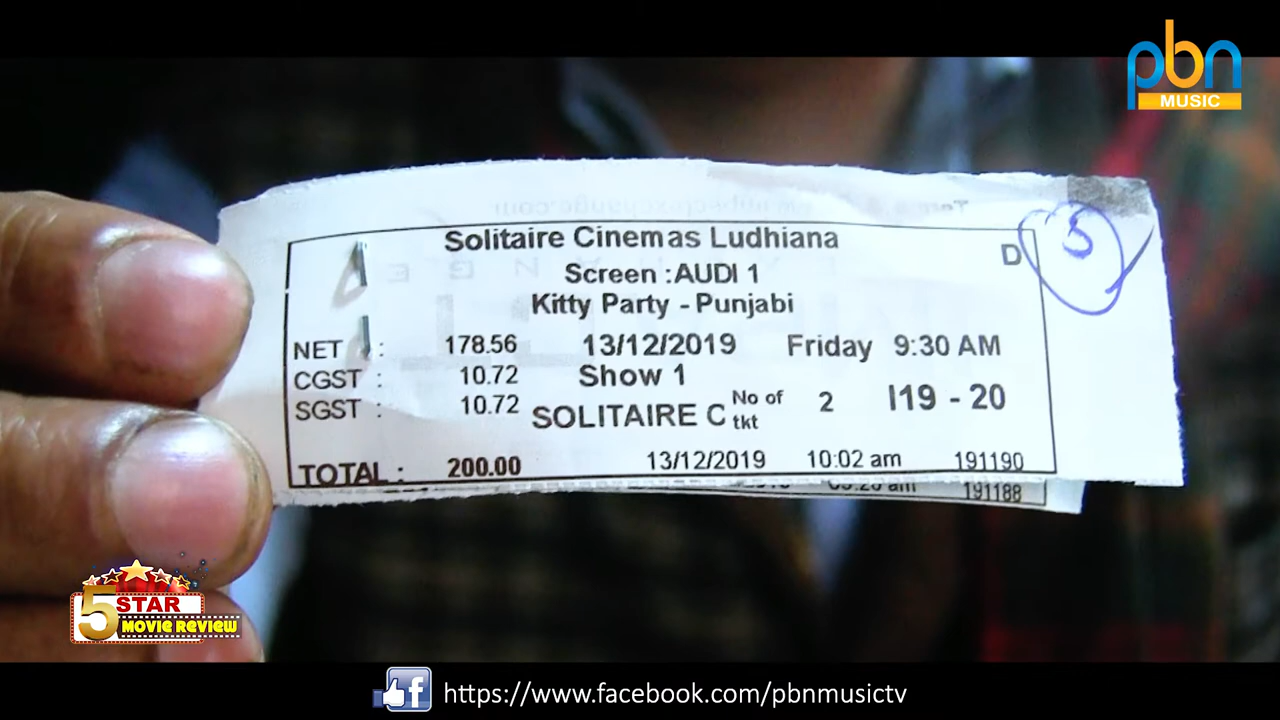 pbn
MUSIC
Solitaire Cinemas Ludhiana
D
5
Screen :AUDI 1
Kitty Party - Punjabi
NET : 178.56 13/12/2019 Friday 9:30 AM
CGST : 10.72 Show 1
SGST : 10.72 SOLITAIRE C No of tkt 2 I19 - 20
TOTAL : 200.00 13/12/2019 10:02 am 191190
am 191188
5 STAR
MOVIE REVIEW
f https://www.facebook.com/pbnmusictv